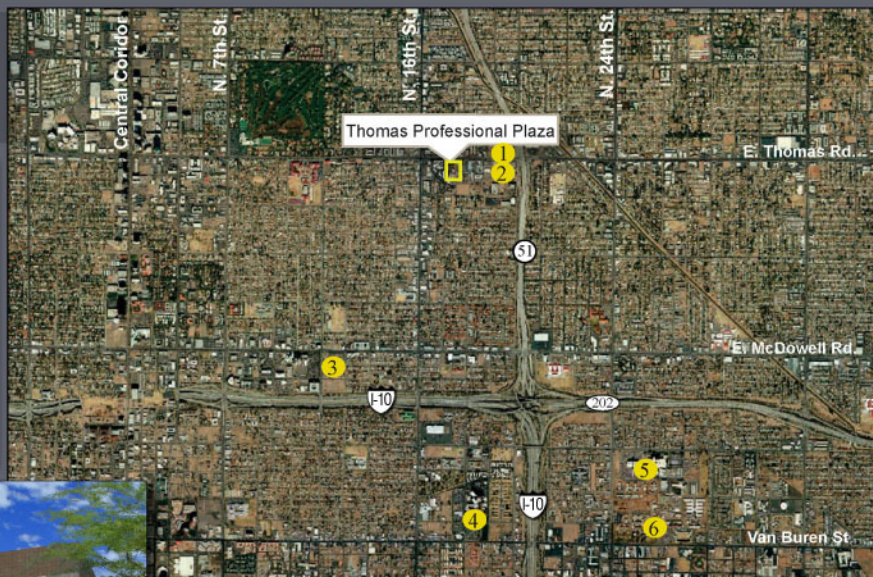 Central Corridor
N. 7th St.
N. 16th St.
N. 24th St.
Thomas Professional Plaza
1
E. Thomas Rd.
2
51
E. McDowell Rd.
3
I-10
202
5
I-10
4
6
Van Buren St.